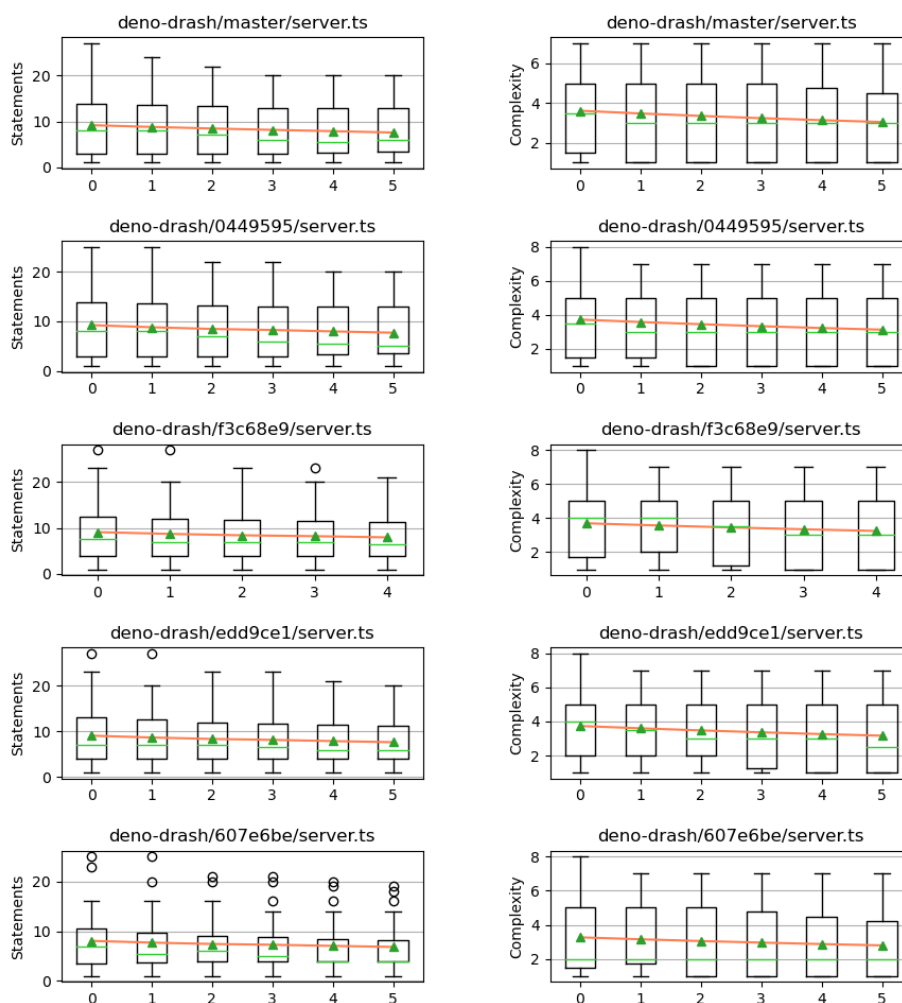 deno-drash/master/server.ts
Statements
20
10
0
0 1 2 3 4 5
deno-drash/master/server.ts
Complexity
6
4
2
0 1 2 3 4 5
deno-drash/0449595/server.ts
Statements
20
10
0
0 1 2 3 4 5
deno-drash/0449595/server.ts
Complexity
8
6
4
2
0 1 2 3 4 5
deno-drash/f3c68e9/server.ts
Statements
20
10
0
0 1 2 3 4
deno-drash/f3c68e9/server.ts
Complexity
8
6
4
2
0 1 2 3 4
deno-drash/edd9ce1/server.ts
Statements
20
10
0
0 1 2 3 4 5
deno-drash/edd9ce1/server.ts
Complexity
8
6
4
2
0 1 2 3 4 5
deno-drash/607e6be/server.ts
Statements
20
10
0
0 1 2 3 4 5
deno-drash/607e6be/server.ts
Complexity
8
6
4
2
0 1 2 3 4 5